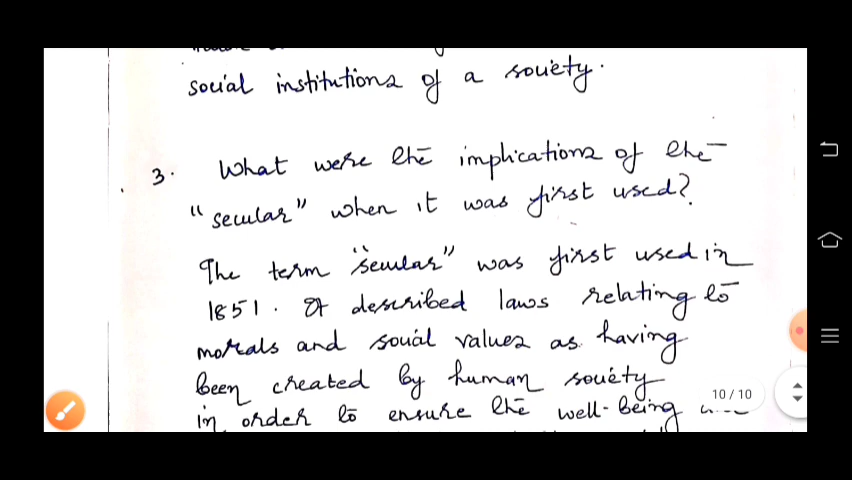 social institutions of a society.
3. What were the implications of the
"secular" when it was first used?
The term "secular" was first used in
1851. It described laws relating to
morals and social values as having
been created by human society
in order to ensure the well-being
10/10